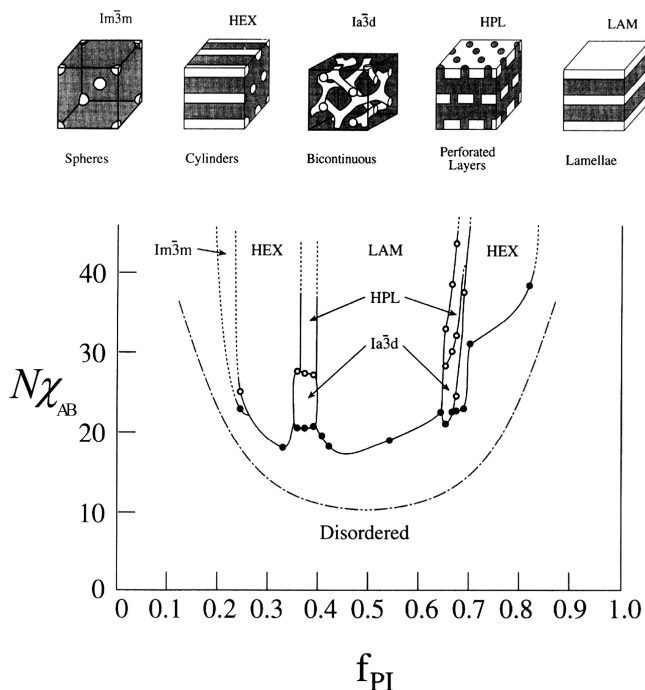 Im3̅m HEX Ia3̅d HPL LAM
Spheres Cylinders Bicontinuous Perforated Layers Lamellae
40
30
20
10
0
NχAB
Im3̅m HEX LAM HEX
HPL
Ia3̅d
Disordered
0 0.1 0.2 0.3 0.4 0.5 0.6 0.7 0.8 0.9 1.0
fPI